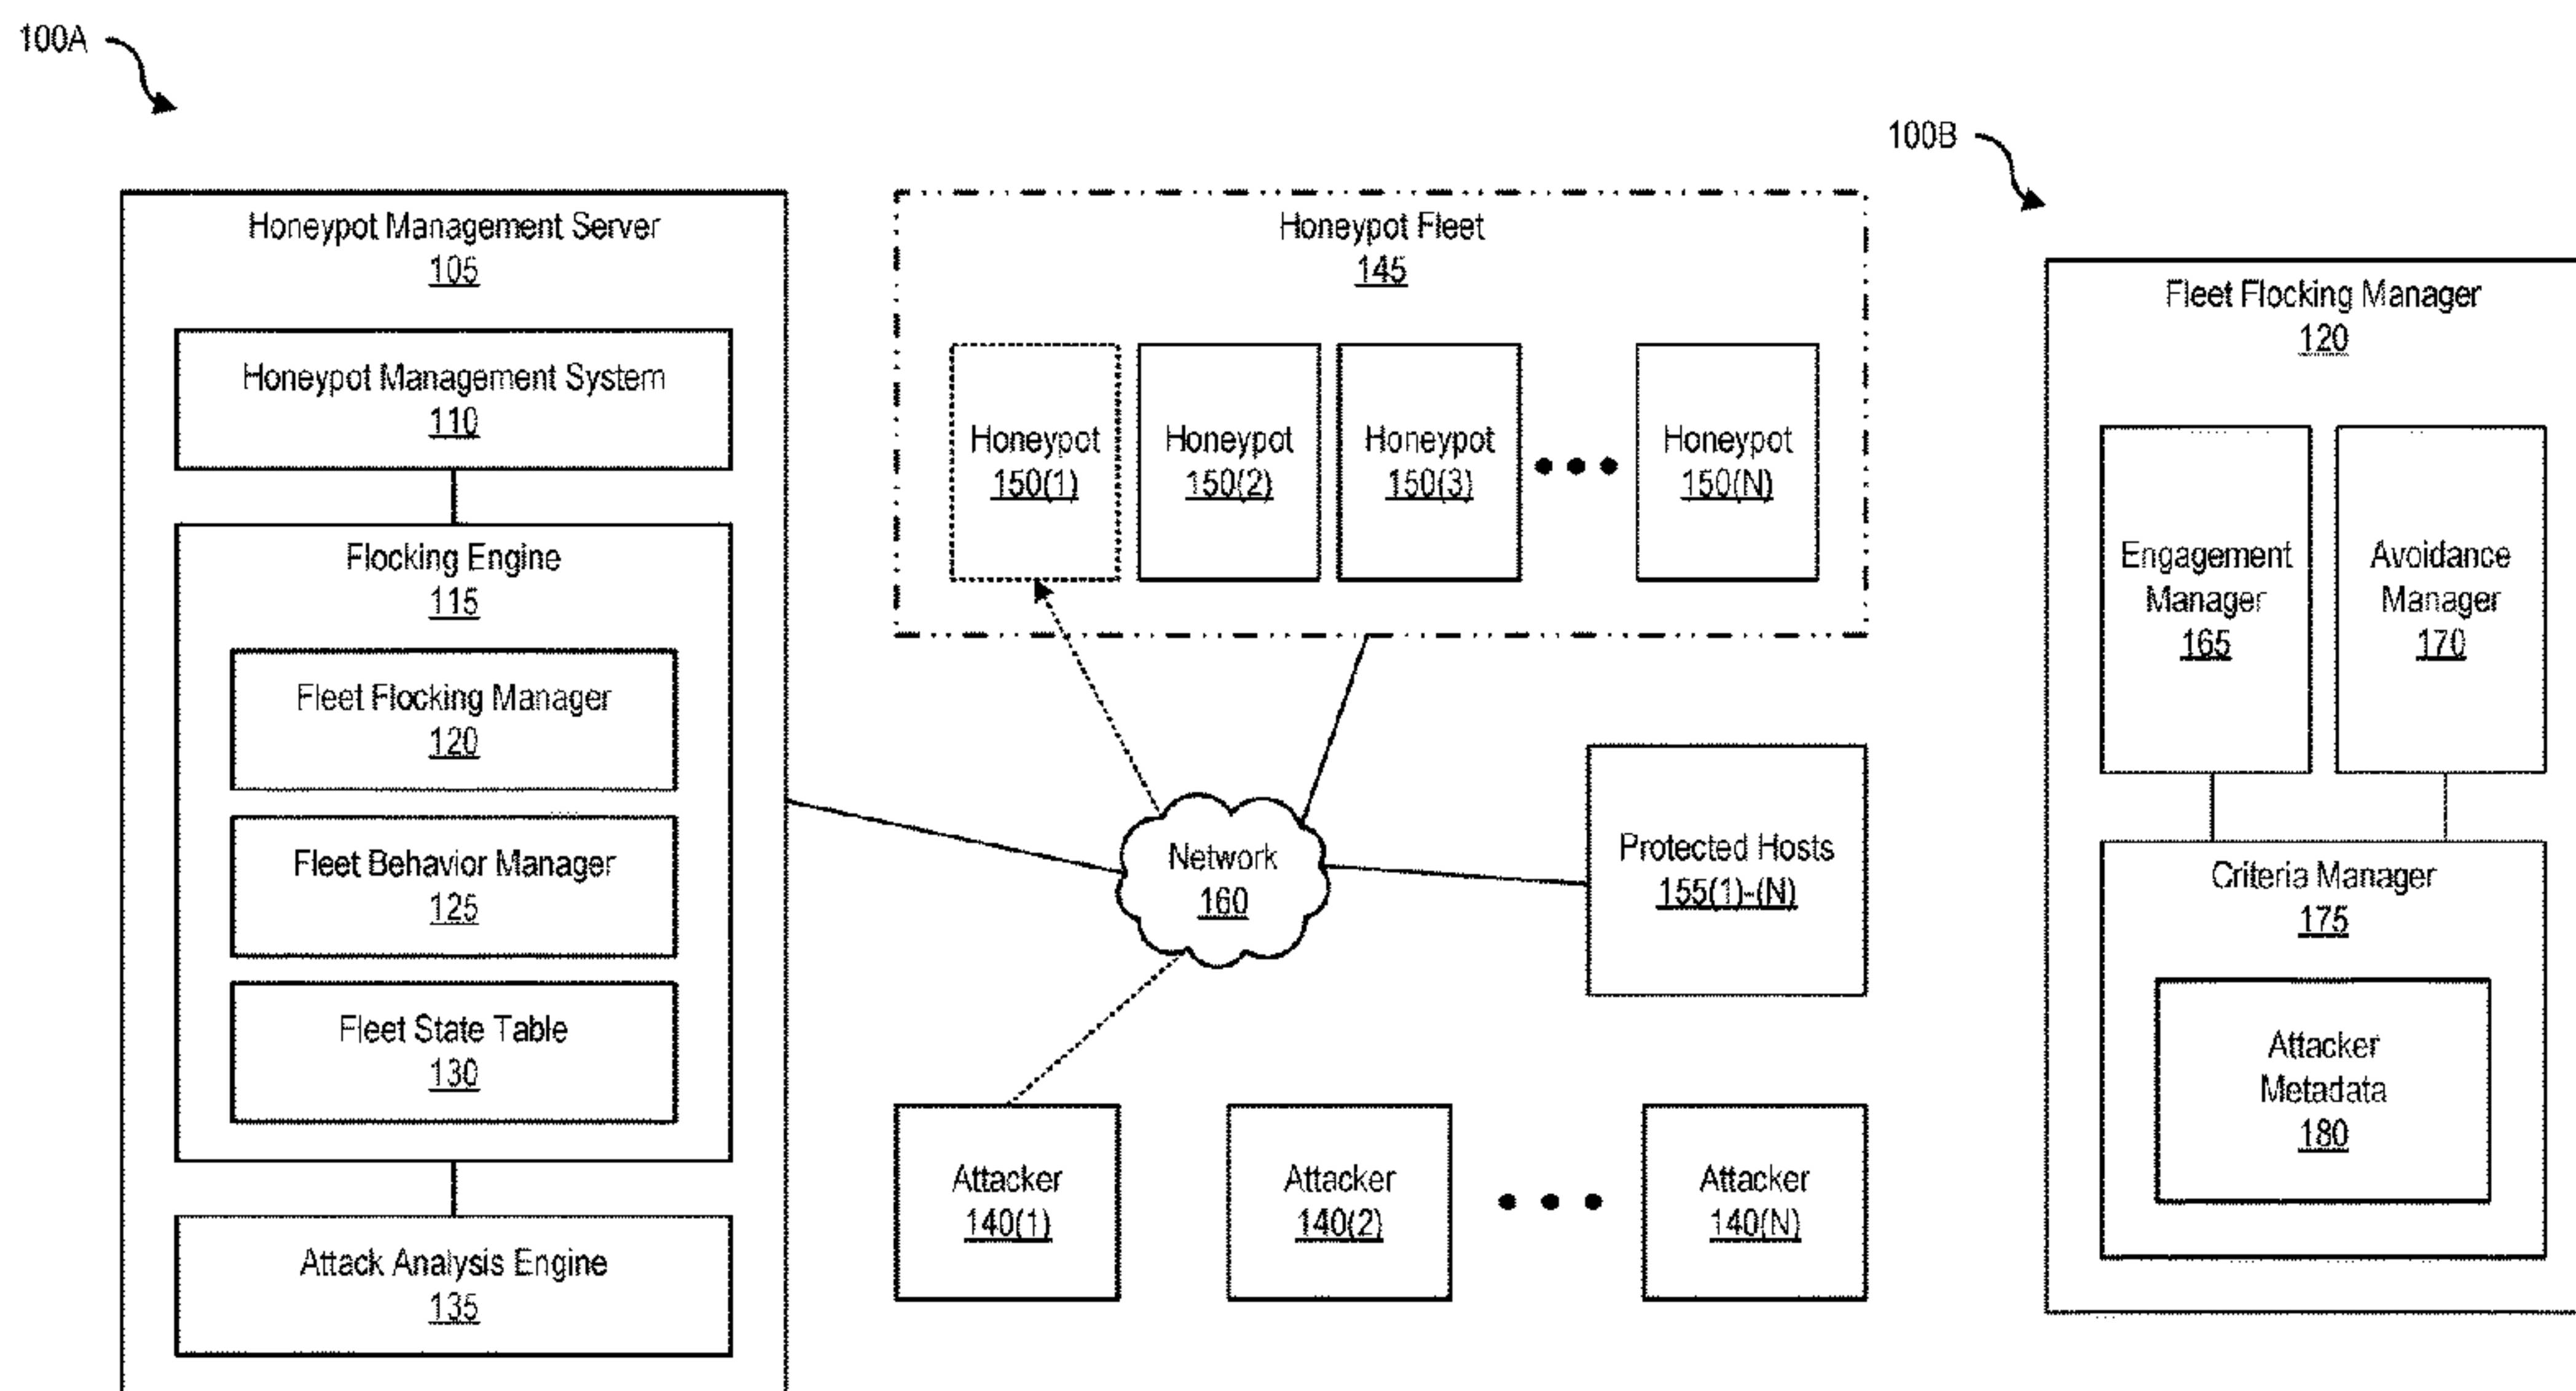 100A
Honeypot Management Server
105
Honeypot Management System
110
Flocking Engine
115
Fleet Flocking Manager
120
Fleet Behavior Manager
125
Fleet State Table
130
Attack Analysis Engine
135
Honeypot Fleet
145
Honeypot
150(1)
Honeypot
150(2)
Honeypot
150(3)
Honeypot
150(N)
Network
160
Protected Hosts
155(1)-(N)
Attacker
140(1)
Attacker
140(2)
Attacker
140(N)
100B
Fleet Flocking Manager
120
Engagement
Manager
165
Avoidance
Manager
170
Criteria Manager
175
Attacker
Metadata
180